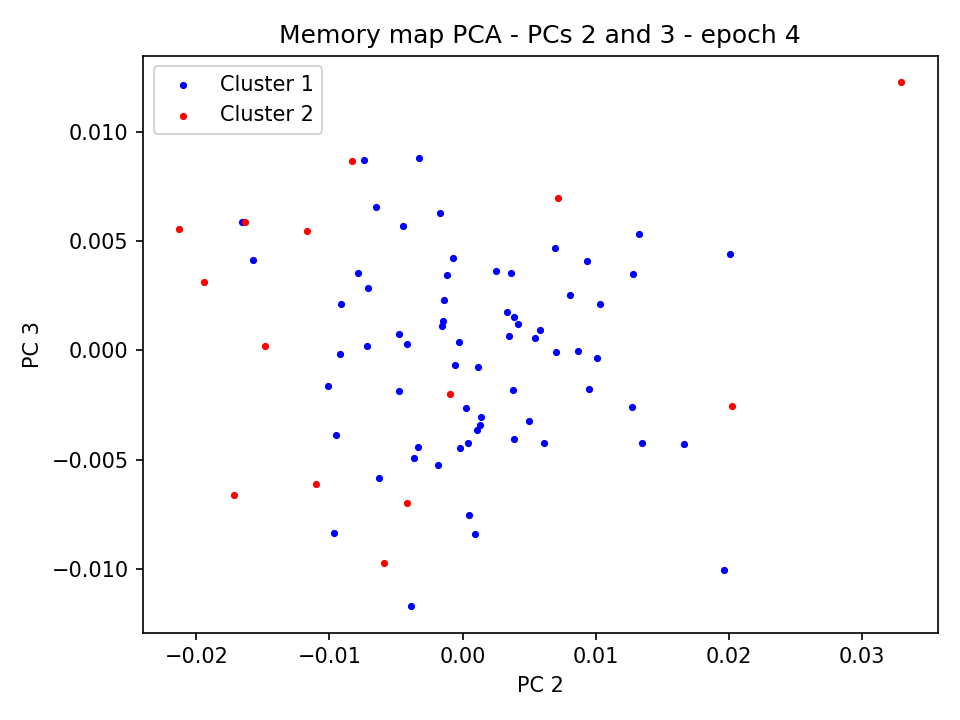 Memory map PCA - PCs 2 and 3 - epoch 4
Cluster 1
Cluster 2
0.010
0.005
0.000
−0.005
−0.010
PC 3
−0.02
−0.01
0.00
0.01
0.02
0.03
PC 2